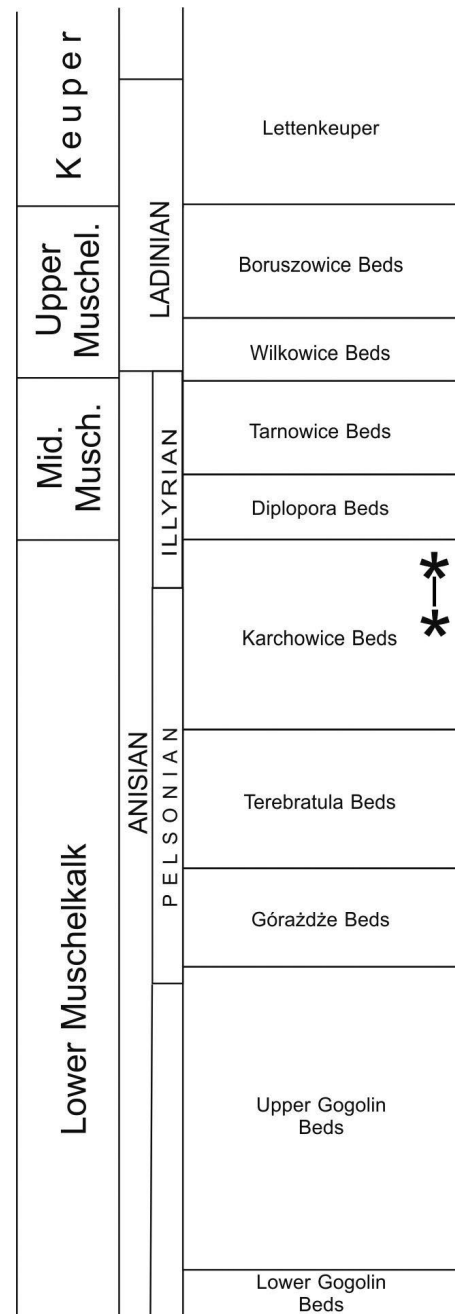 Keuper
Upper
Muschel.
Mid.
Musch.
Lower Muschelkalk
LADINIAN
ANISIAN
ILLYRIAN
PELSONIAN
Lettenkeuper
Boruszowice Beds
Wilkowice Beds
Tarnowice Beds
Diplopora Beds
*
*
Karchowice Beds
Terebratula Beds
Górażdże Beds
Upper Gogolin
Beds
Lower Gogolin
Beds